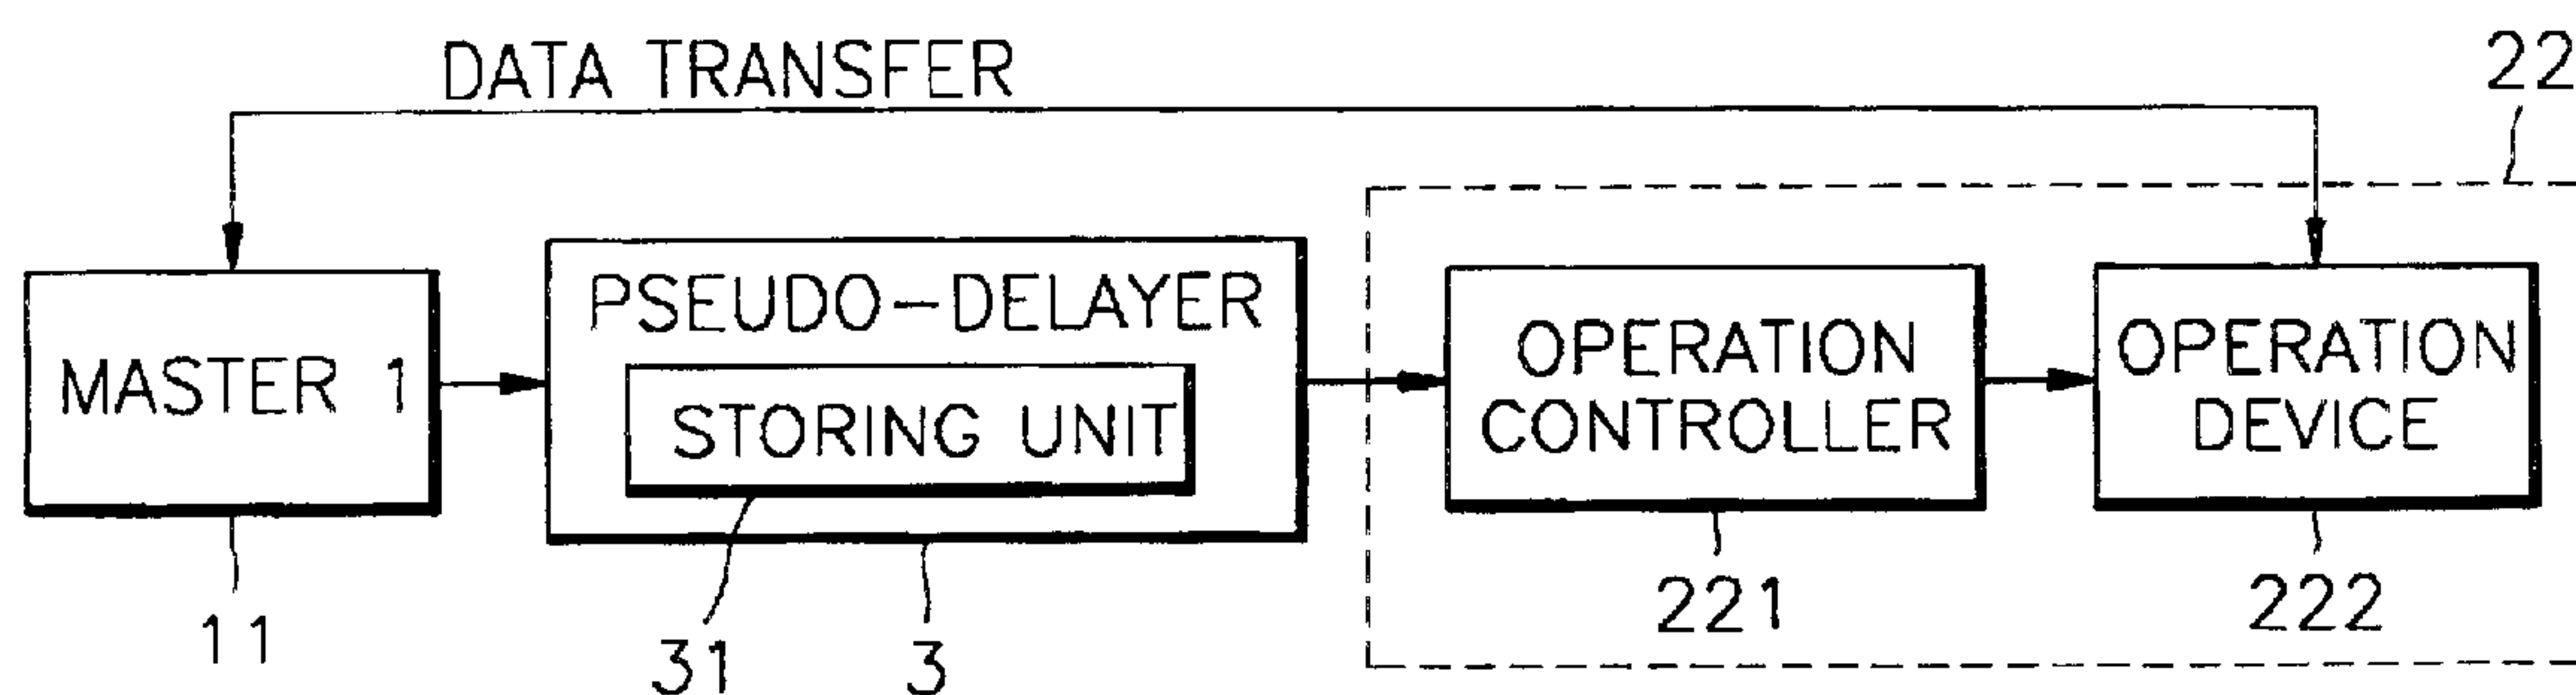 DATA TRANSFER
22
MASTER 1
PSEUDO-DELAYER
STORING UNIT
OPERATION
CONTROLLER
OPERATION
DEVICE
11
31
3
221
222